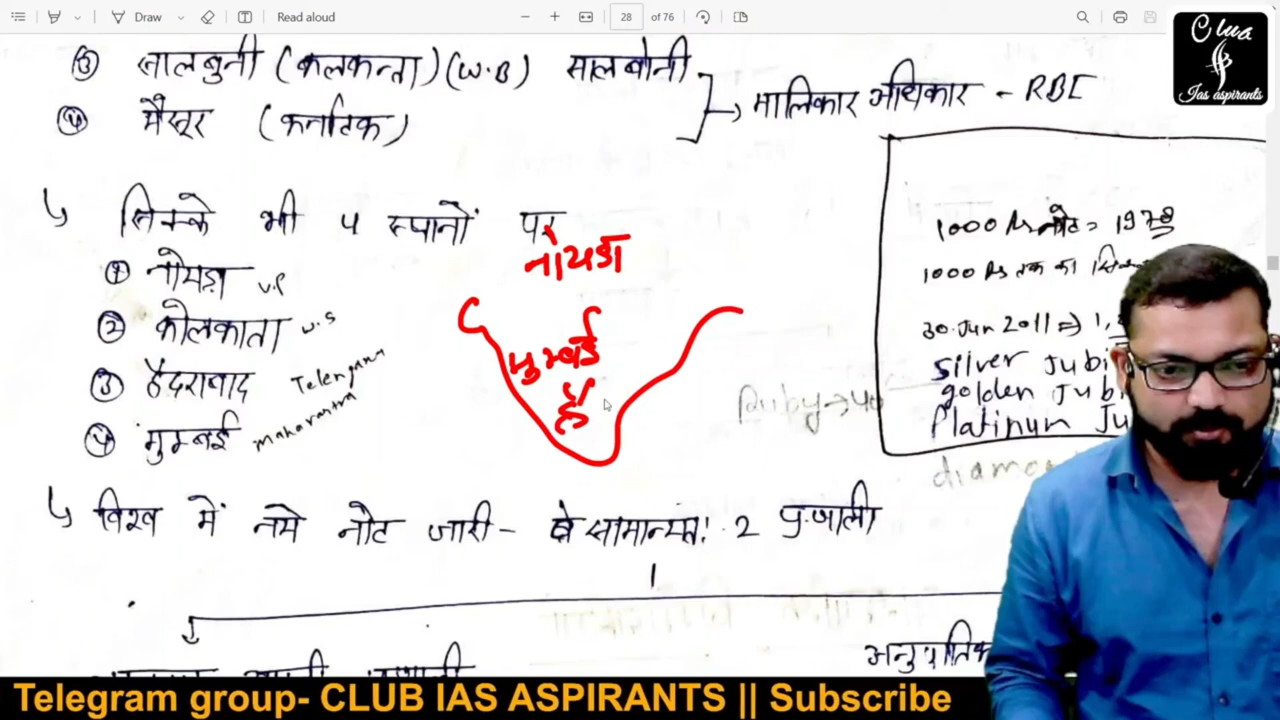 Draw
Read aloud
28 of 76
Club
Ias aspirants
③ सालबुनी (कलकत्ता) (W.B) सालबोनी
④ मैसूर (कर्नाटक)
मालिकार अधिकार - RBI
↳ सिक्के भी 4 स्थानों पर
① नोयडा U.P
② कोलकाता
③ हैदराबाद Telengana
④ मुम्बई maharantra
नोयडा
मुम्बई
है
1000 Rs नोट = 1978
1000 Rs तक का
30. Jun 2011 ⇒ 1,
silver Jubi
golden Jubi
Platinum Ju
Ruby → 40
diamo
↳ विश्व में नये नोट जारी - सामान्यतः 2 प्रणाली
अनुपातिक
Telegram group- CLUB IAS ASPIRANTS || Subscribe